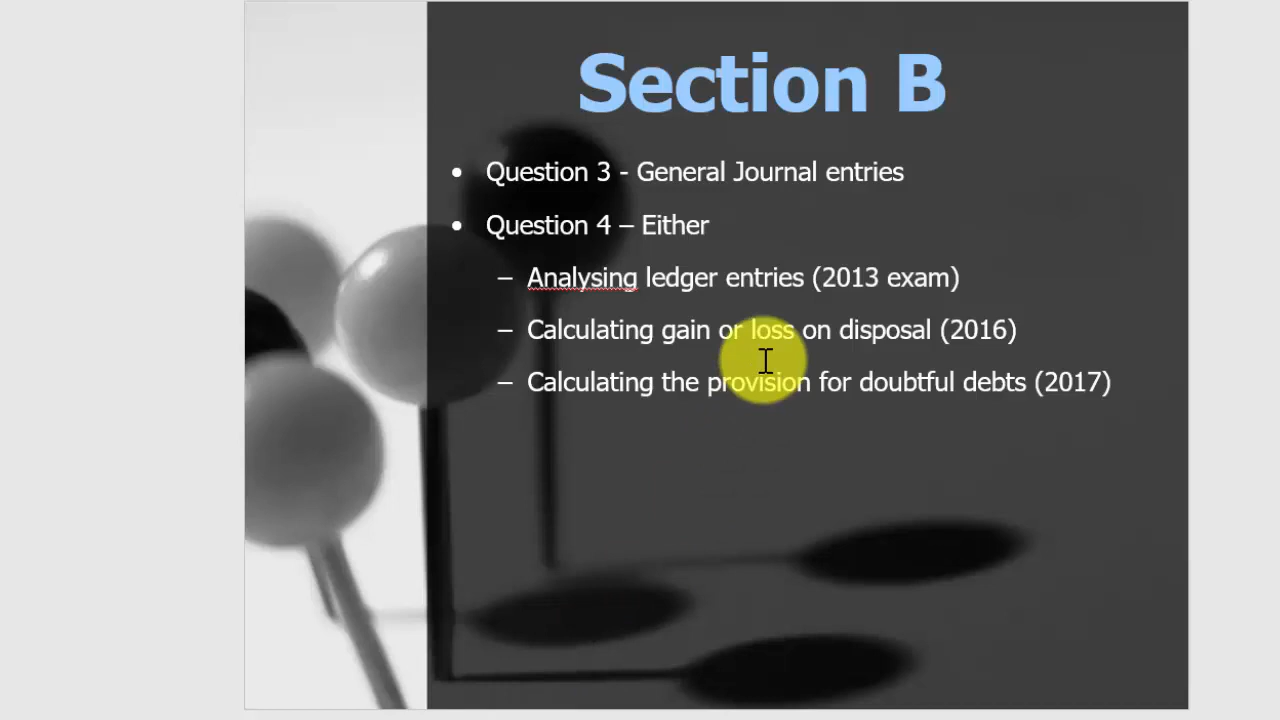 Section B
• Question 3 - General Journal entries
• Question 4 – Either
– Analysing ledger entries (2013 exam)
– Calculating gain or loss on disposal (2016)
– Calculating the provision for doubtful debts (2017)